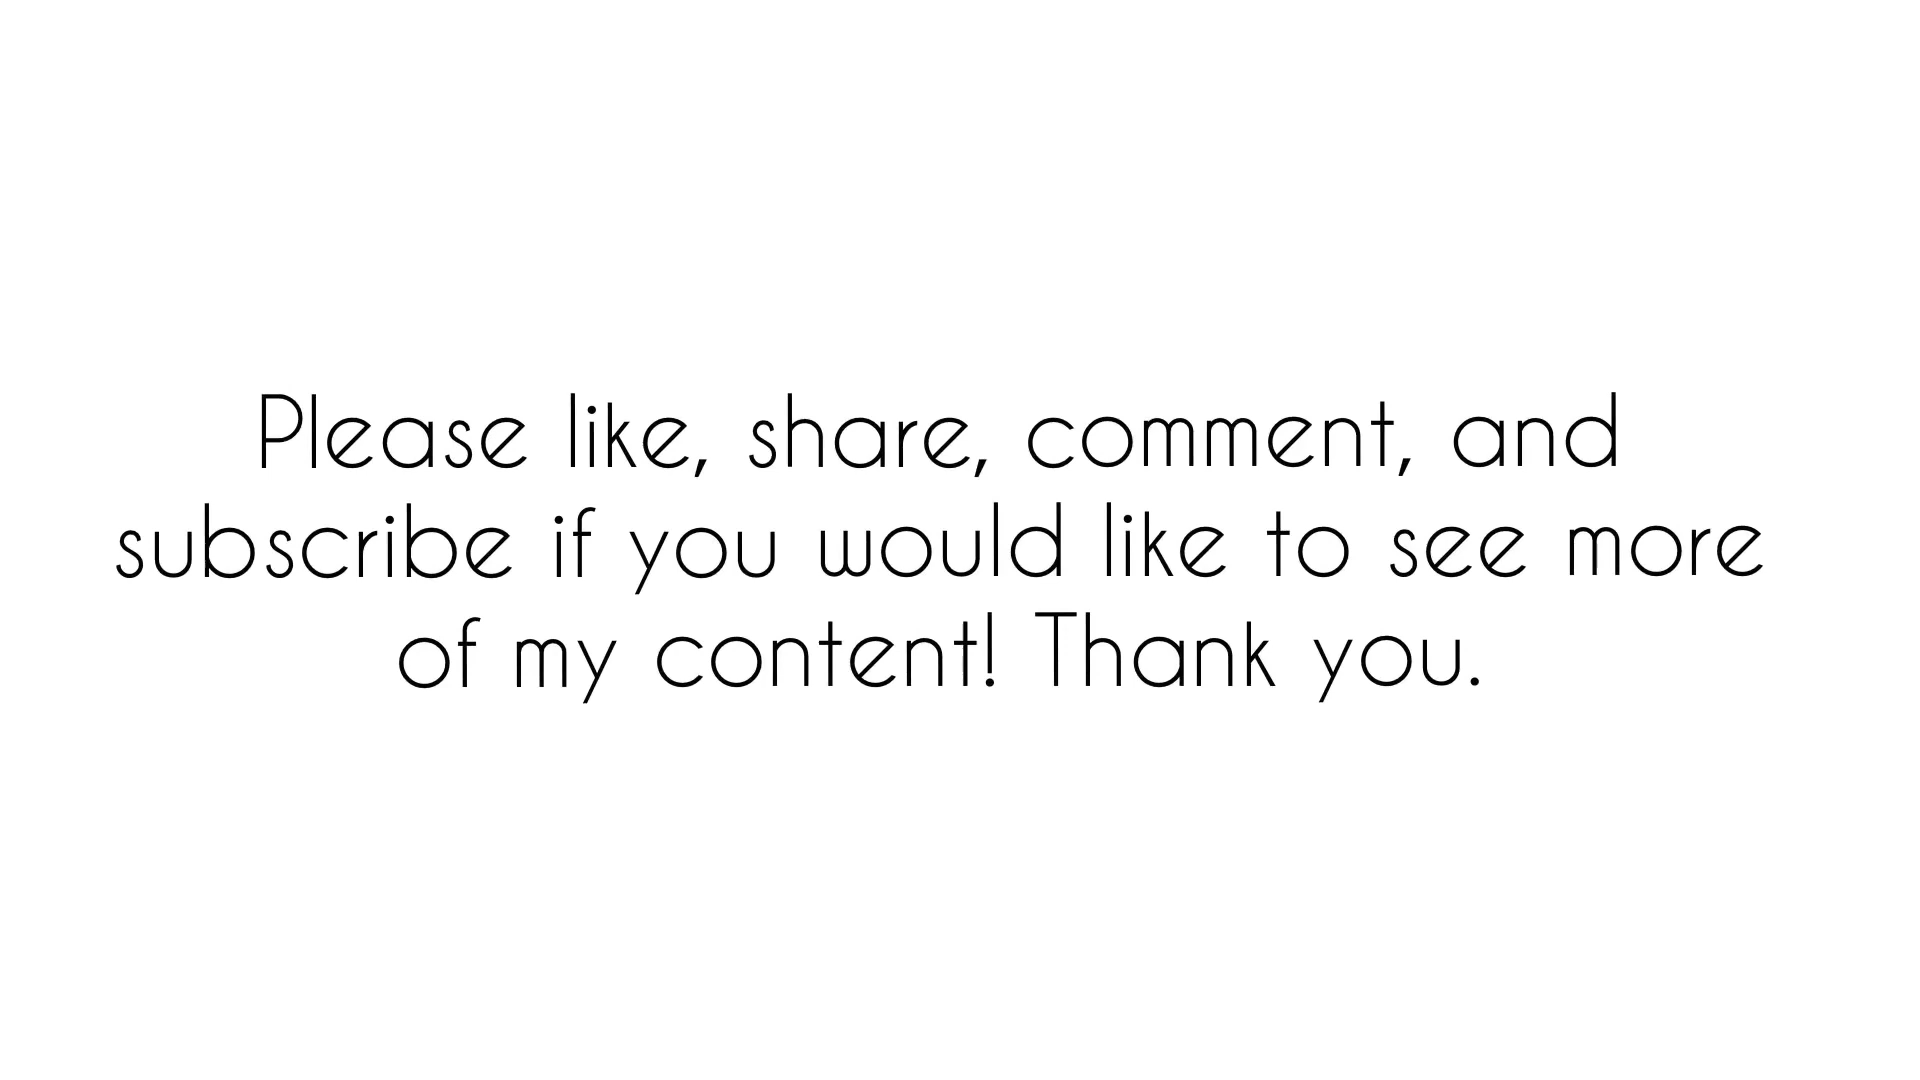 Please like, share, comment, and
subscribe if you would like to see more
of my content! Thank you.